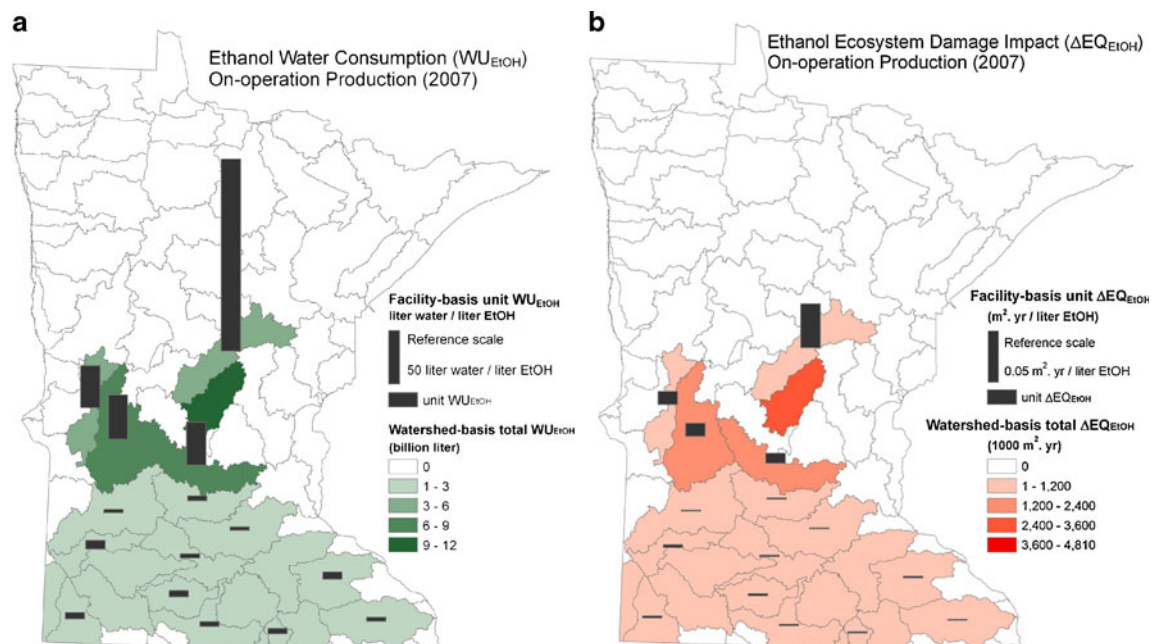 a
Ethanol Water Consumption (WUEtOH)
On-operation Production (2007)
Facility-basis unit WUEtOH
liter water / liter EtOH
Reference scale
50 liter water / liter EtOH
unit WUEtOH
Watershed-basis total WUEtOH
(billion liter)
0
1 - 3
3 - 6
6 - 9
9 - 12
b
Ethanol Ecosystem Damage Impact (ΔEQEtOH)
On-operation Production (2007)
Facility-basis unit ΔEQEtOH
(m². yr / liter EtOH)
Reference scale
0.05 m². yr / liter EtOH
unit ΔEQEtOH
Watershed-basis total ΔEQEtOH
(1000 m². yr)
0
1 - 1,200
1,200 - 2,400
2,400 - 3,600
3,600 - 4,810